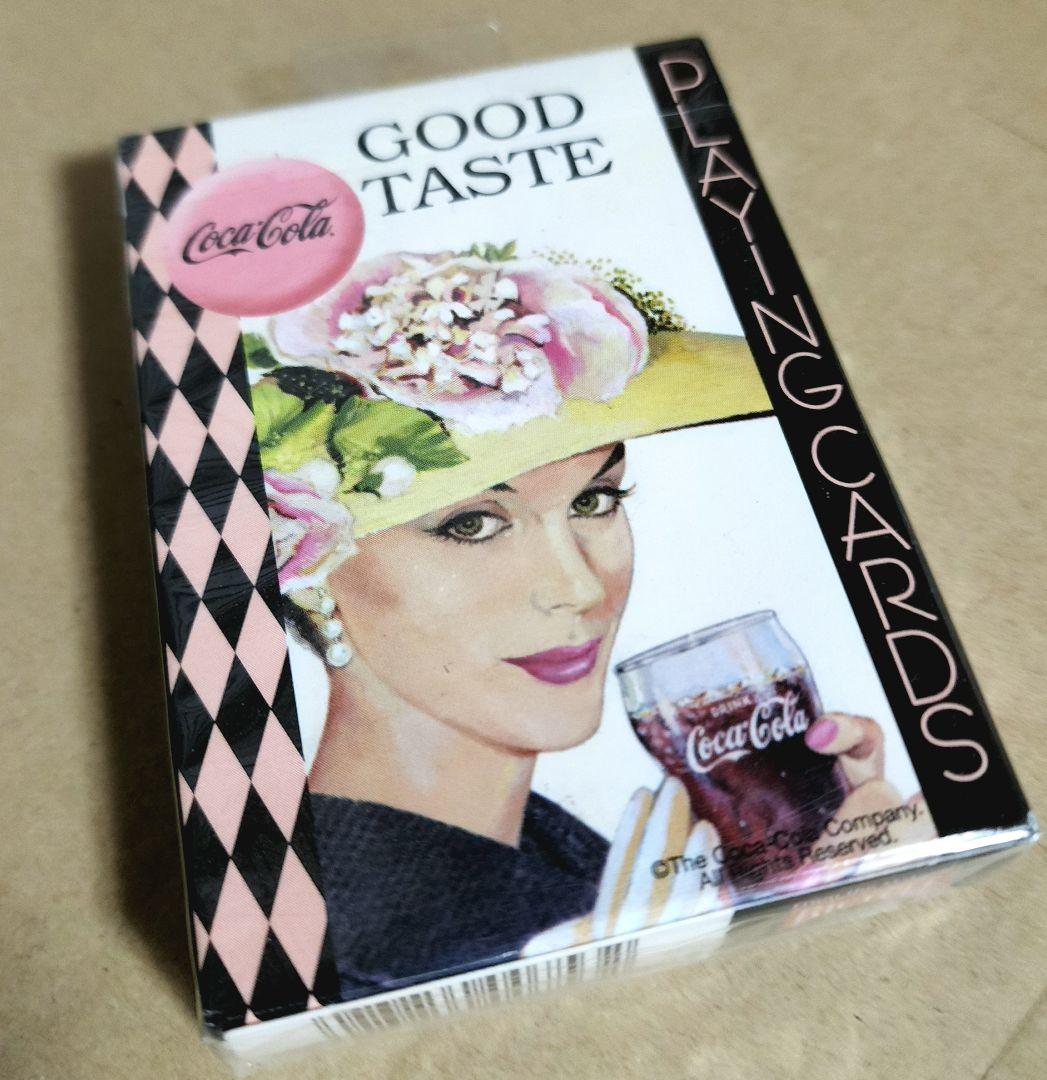 GOOD
TASTE
Coca-Cola
PLAYING CARDS
DRINK
Coca-Cola
©The Coca-Cola Company.
All Rights Reserved.